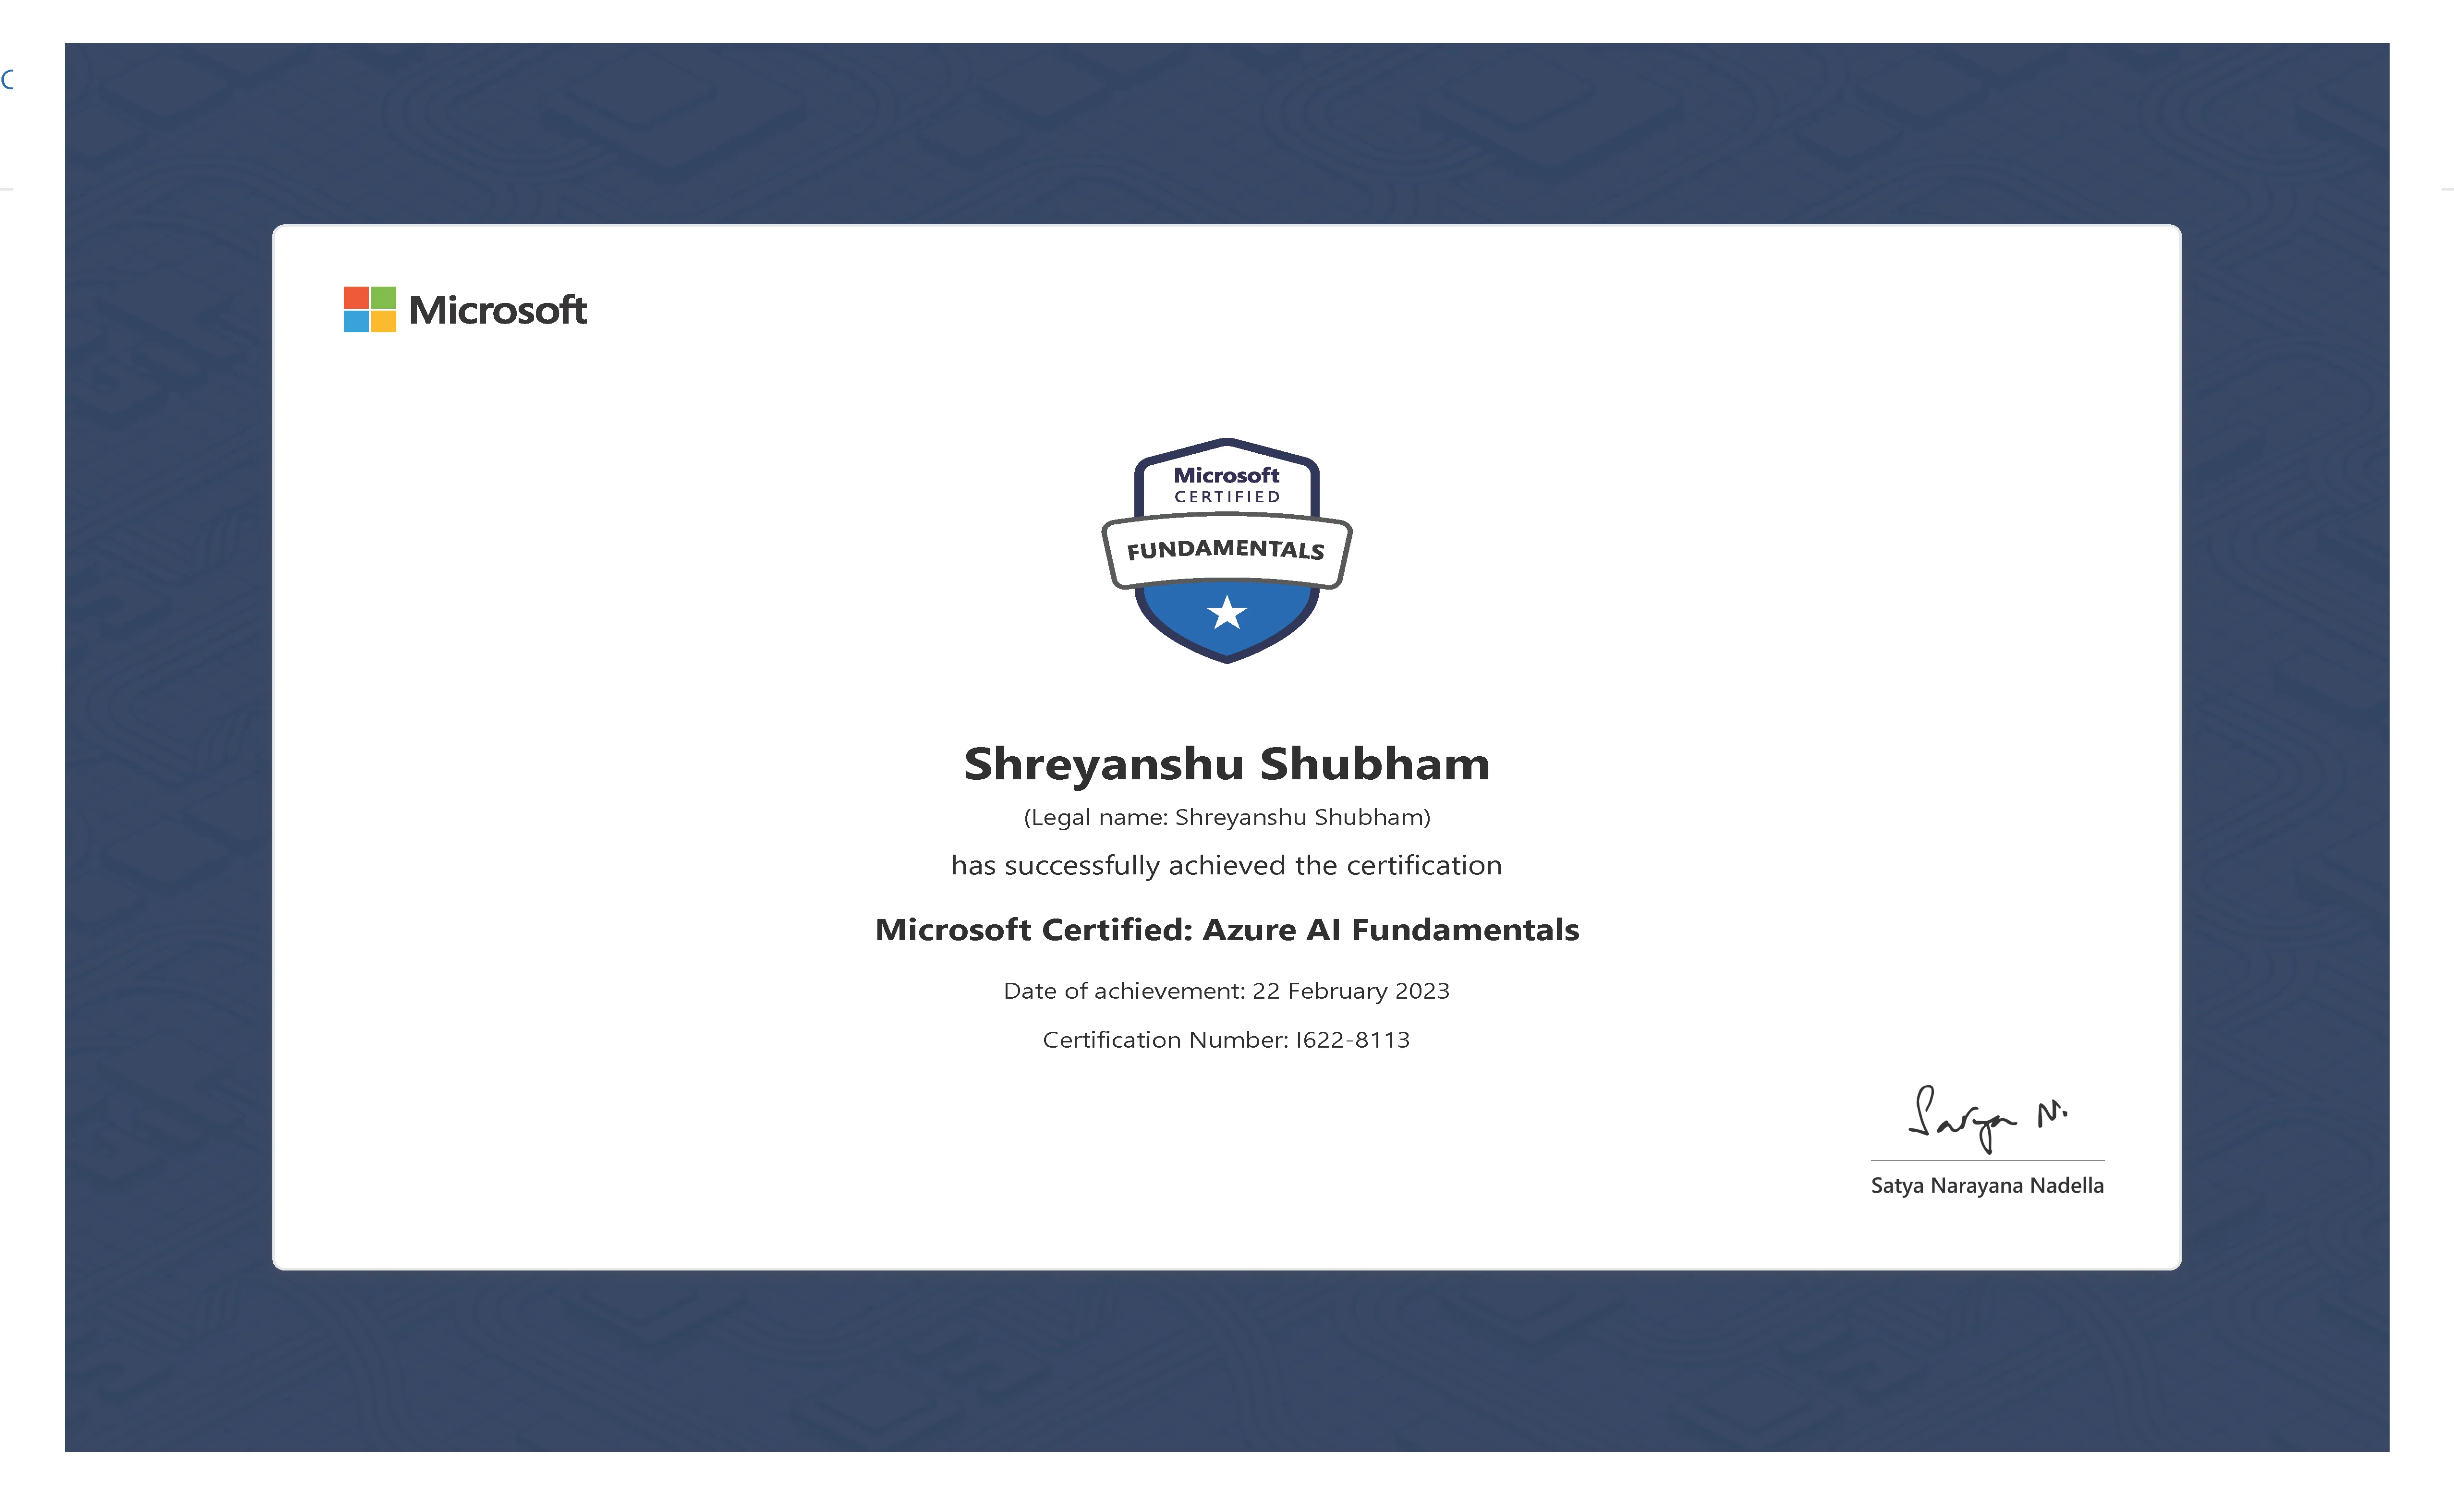 Microsoft
Microsoft
CERTIFIED
FUNDAMENTALS
Shreyanshu Shubham
(Legal name: Shreyanshu Shubham)
has successfully achieved the certification
Microsoft Certified: Azure AI Fundamentals
Date of achievement: 22 February 2023
Certification Number: I622-8113
Satya N.
Satya Narayana Nadella